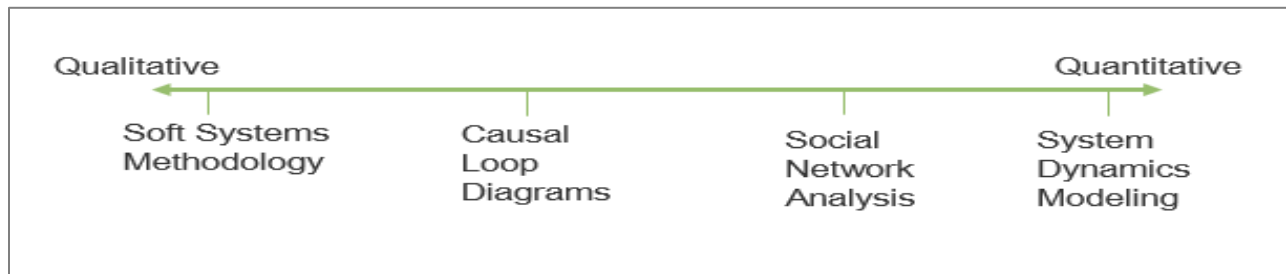 Qualitative
Quantitative
Soft Systems
Methodology
Causal
Loop
Diagrams
Social
Network
Analysis
System
Dynamics
Modeling